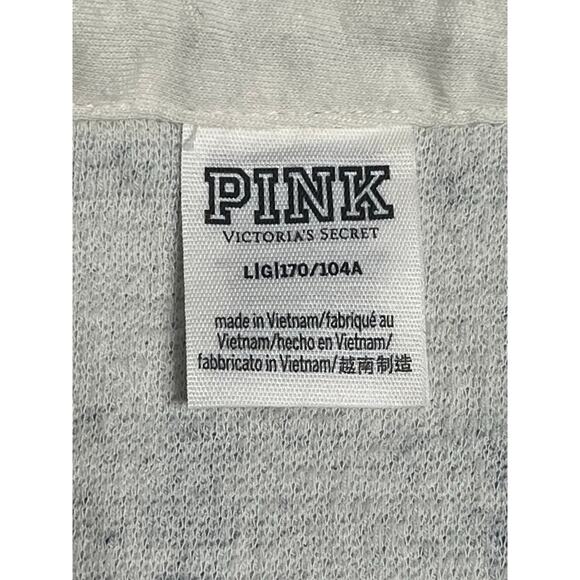 PINK
VICTORIA'S SECRET
L|G|170/104A
made in Vietnam/fabriqué au
Vietnam/hecho en Vietnam/
fabbricato in Vietnam/越南制造